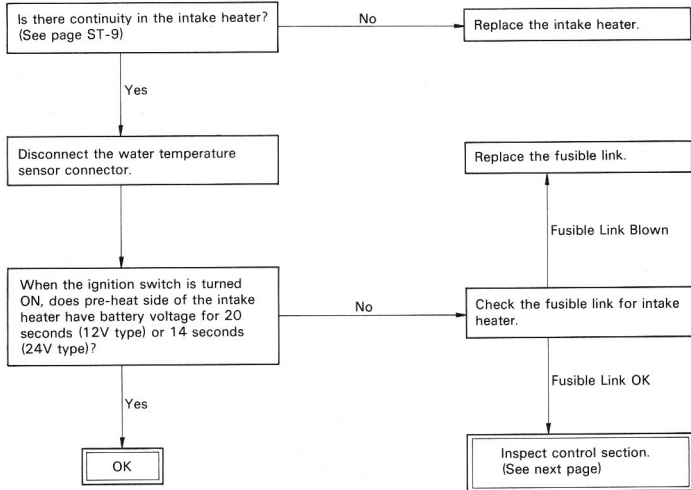 Is there continuity in the intake heater?
(See page ST-9)
No
Replace the intake heater.
Yes
Disconnect the water temperature
sensor connector.
Replace the fusible link.
Fusible Link Blown
When the ignition switch is turned
ON, does pre-heat side of the intake
heater have battery voltage for 20
seconds (12V type) or 14 seconds
(24V type)?
No
Check the fusible link for intake
heater.
Fusible Link OK
Yes
OK
Inspect control section.
(See next page)